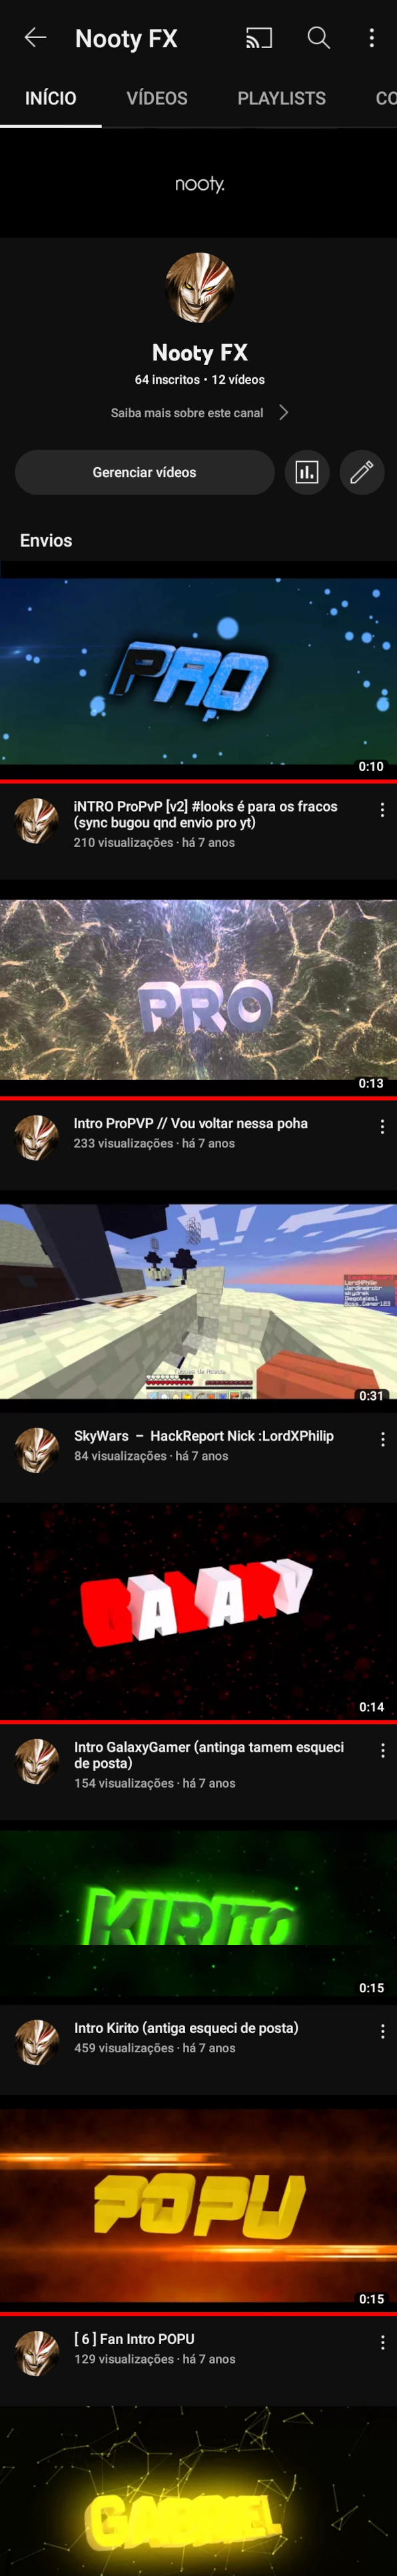 Nooty FX
INÍCIO
VÍDEOS
PLAYLISTS
CO
nooty.
Nooty FX
64 inscritos • 12 vídeos
Saiba mais sobre este canal
Gerenciar vídeos
Envios
PRO
0:10
iNTRO ProPvP [v2] #looks é para os fracos
(sync bugou qnd envio pro yt)
210 visualizações · há 7 anos
PRO
0:13
Intro ProPVP // Vou voltar nessa poha
233 visualizações · há 7 anos
LordXPhilip
0:31
SkyWars – HackReport Nick :LordXPhilip
84 visualizações · há 7 anos
GALAXY
0:14
Intro GalaxyGamer (antinga tamem esqueci
de posta)
154 visualizações · há 7 anos
KIRITO
0:15
Intro Kirito (antiga esqueci de posta)
459 visualizações · há 7 anos
POPU
0:15
[ 6 ] Fan Intro POPU
129 visualizações · há 7 anos
GABRIEL